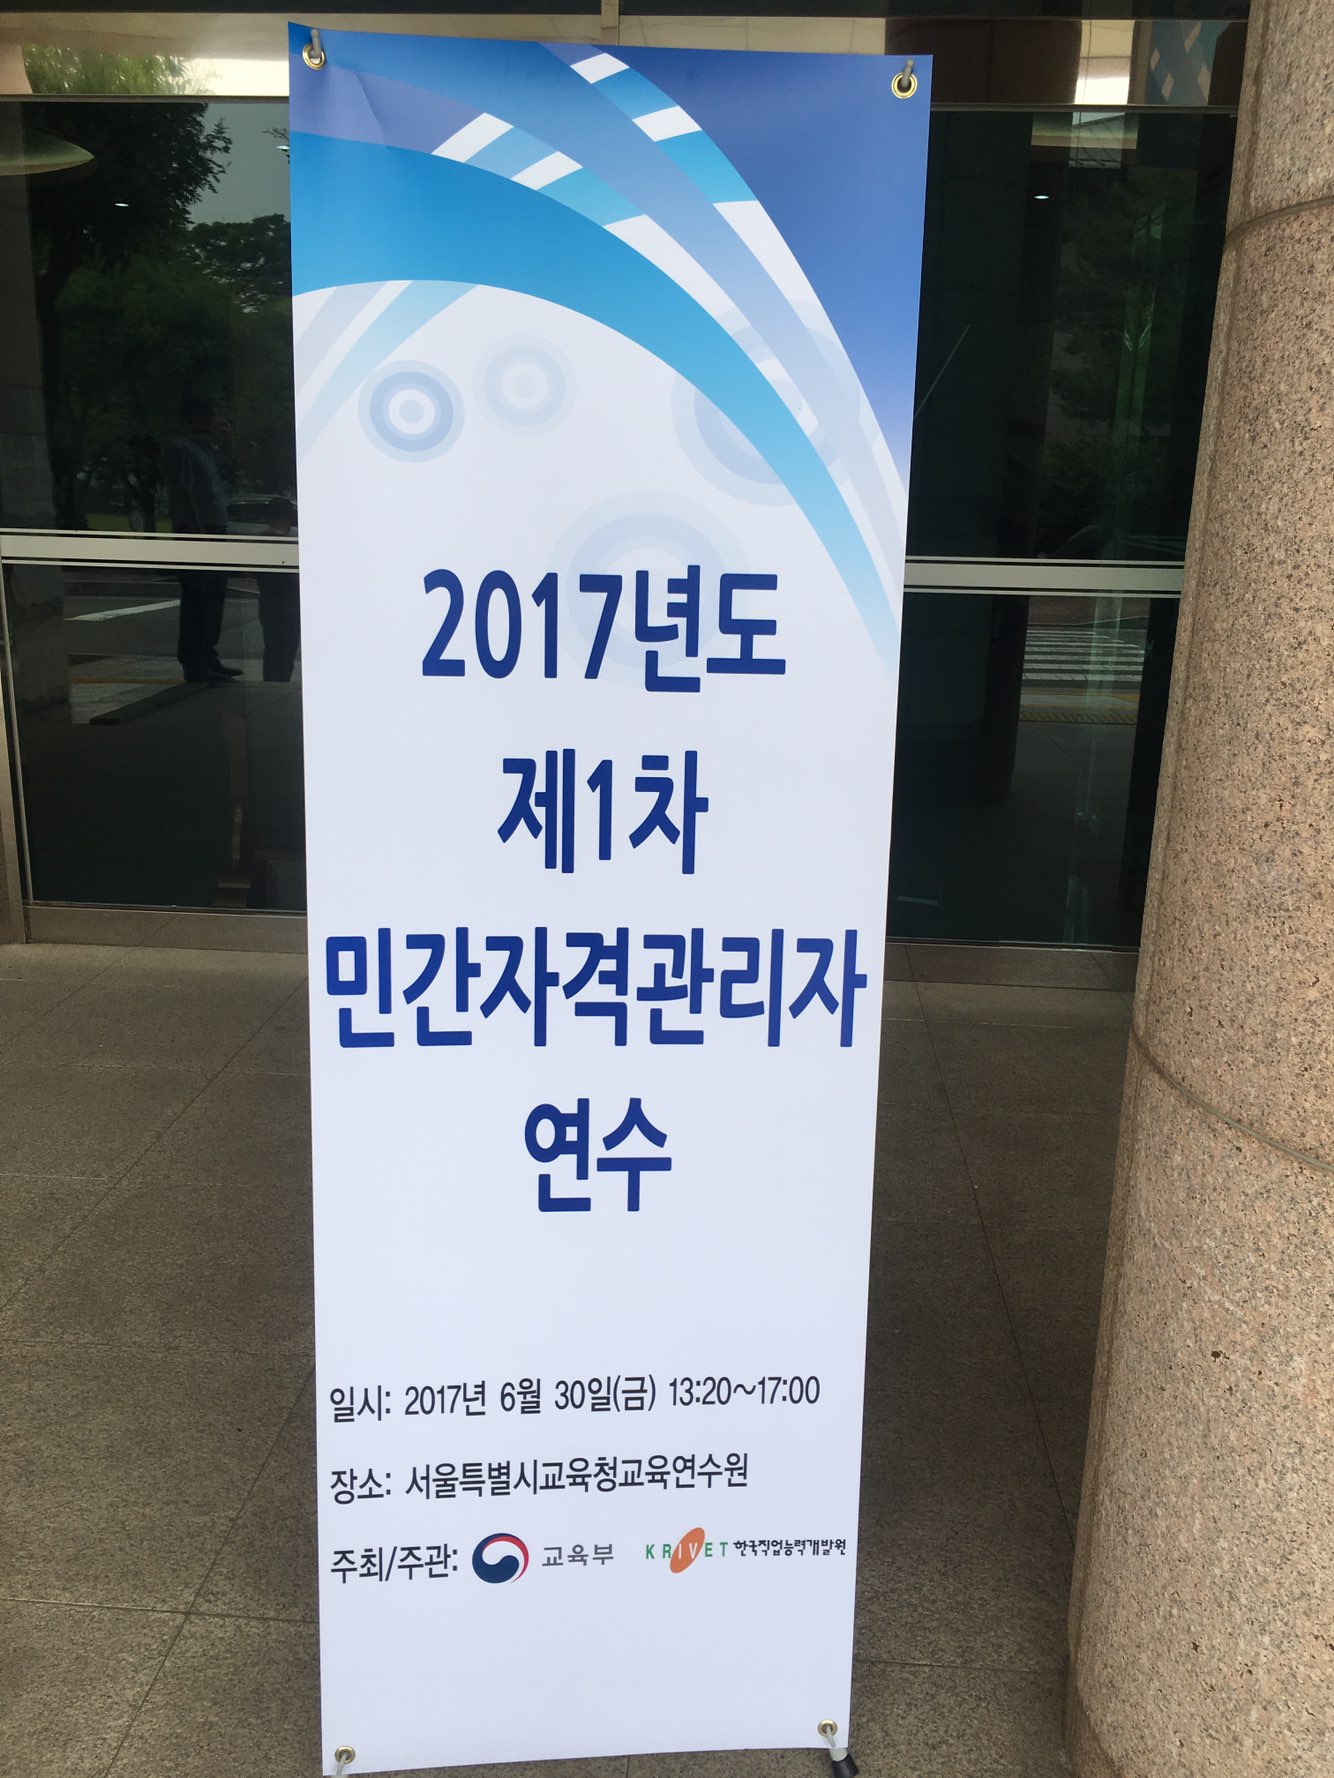 2017년도
제1차
민간자격관리자
연수
일시: 2017년 6월 30일(금) 13:20~17:00
장소: 서울특별시교육청교육연수원
주최/주관: 교육부 KRIVET 한국직업능력개발원